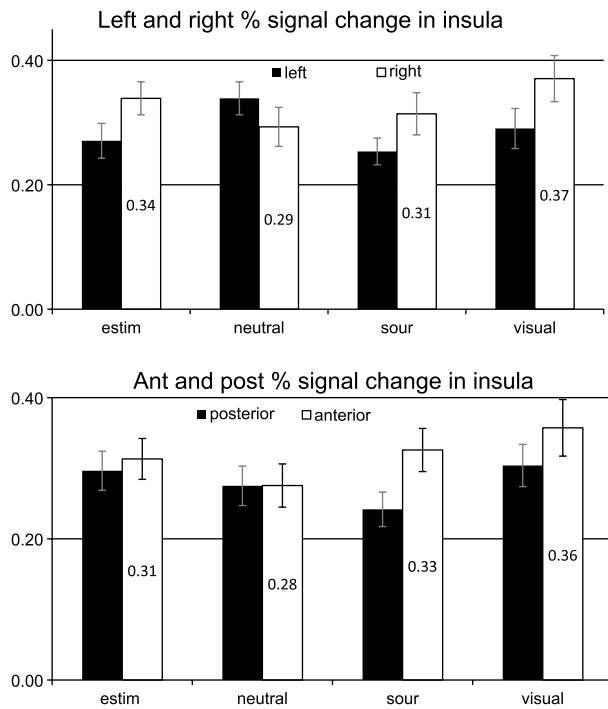 Left and right % signal change in insula
0.40
left right
0.20
0.34 0.29 0.31 0.37
0.00
estim neutral sour visual
Ant and post % signal change in insula
0.40
posterior anterior
0.20
0.31 0.28 0.33 0.36
0.00
estim neutral sour visual